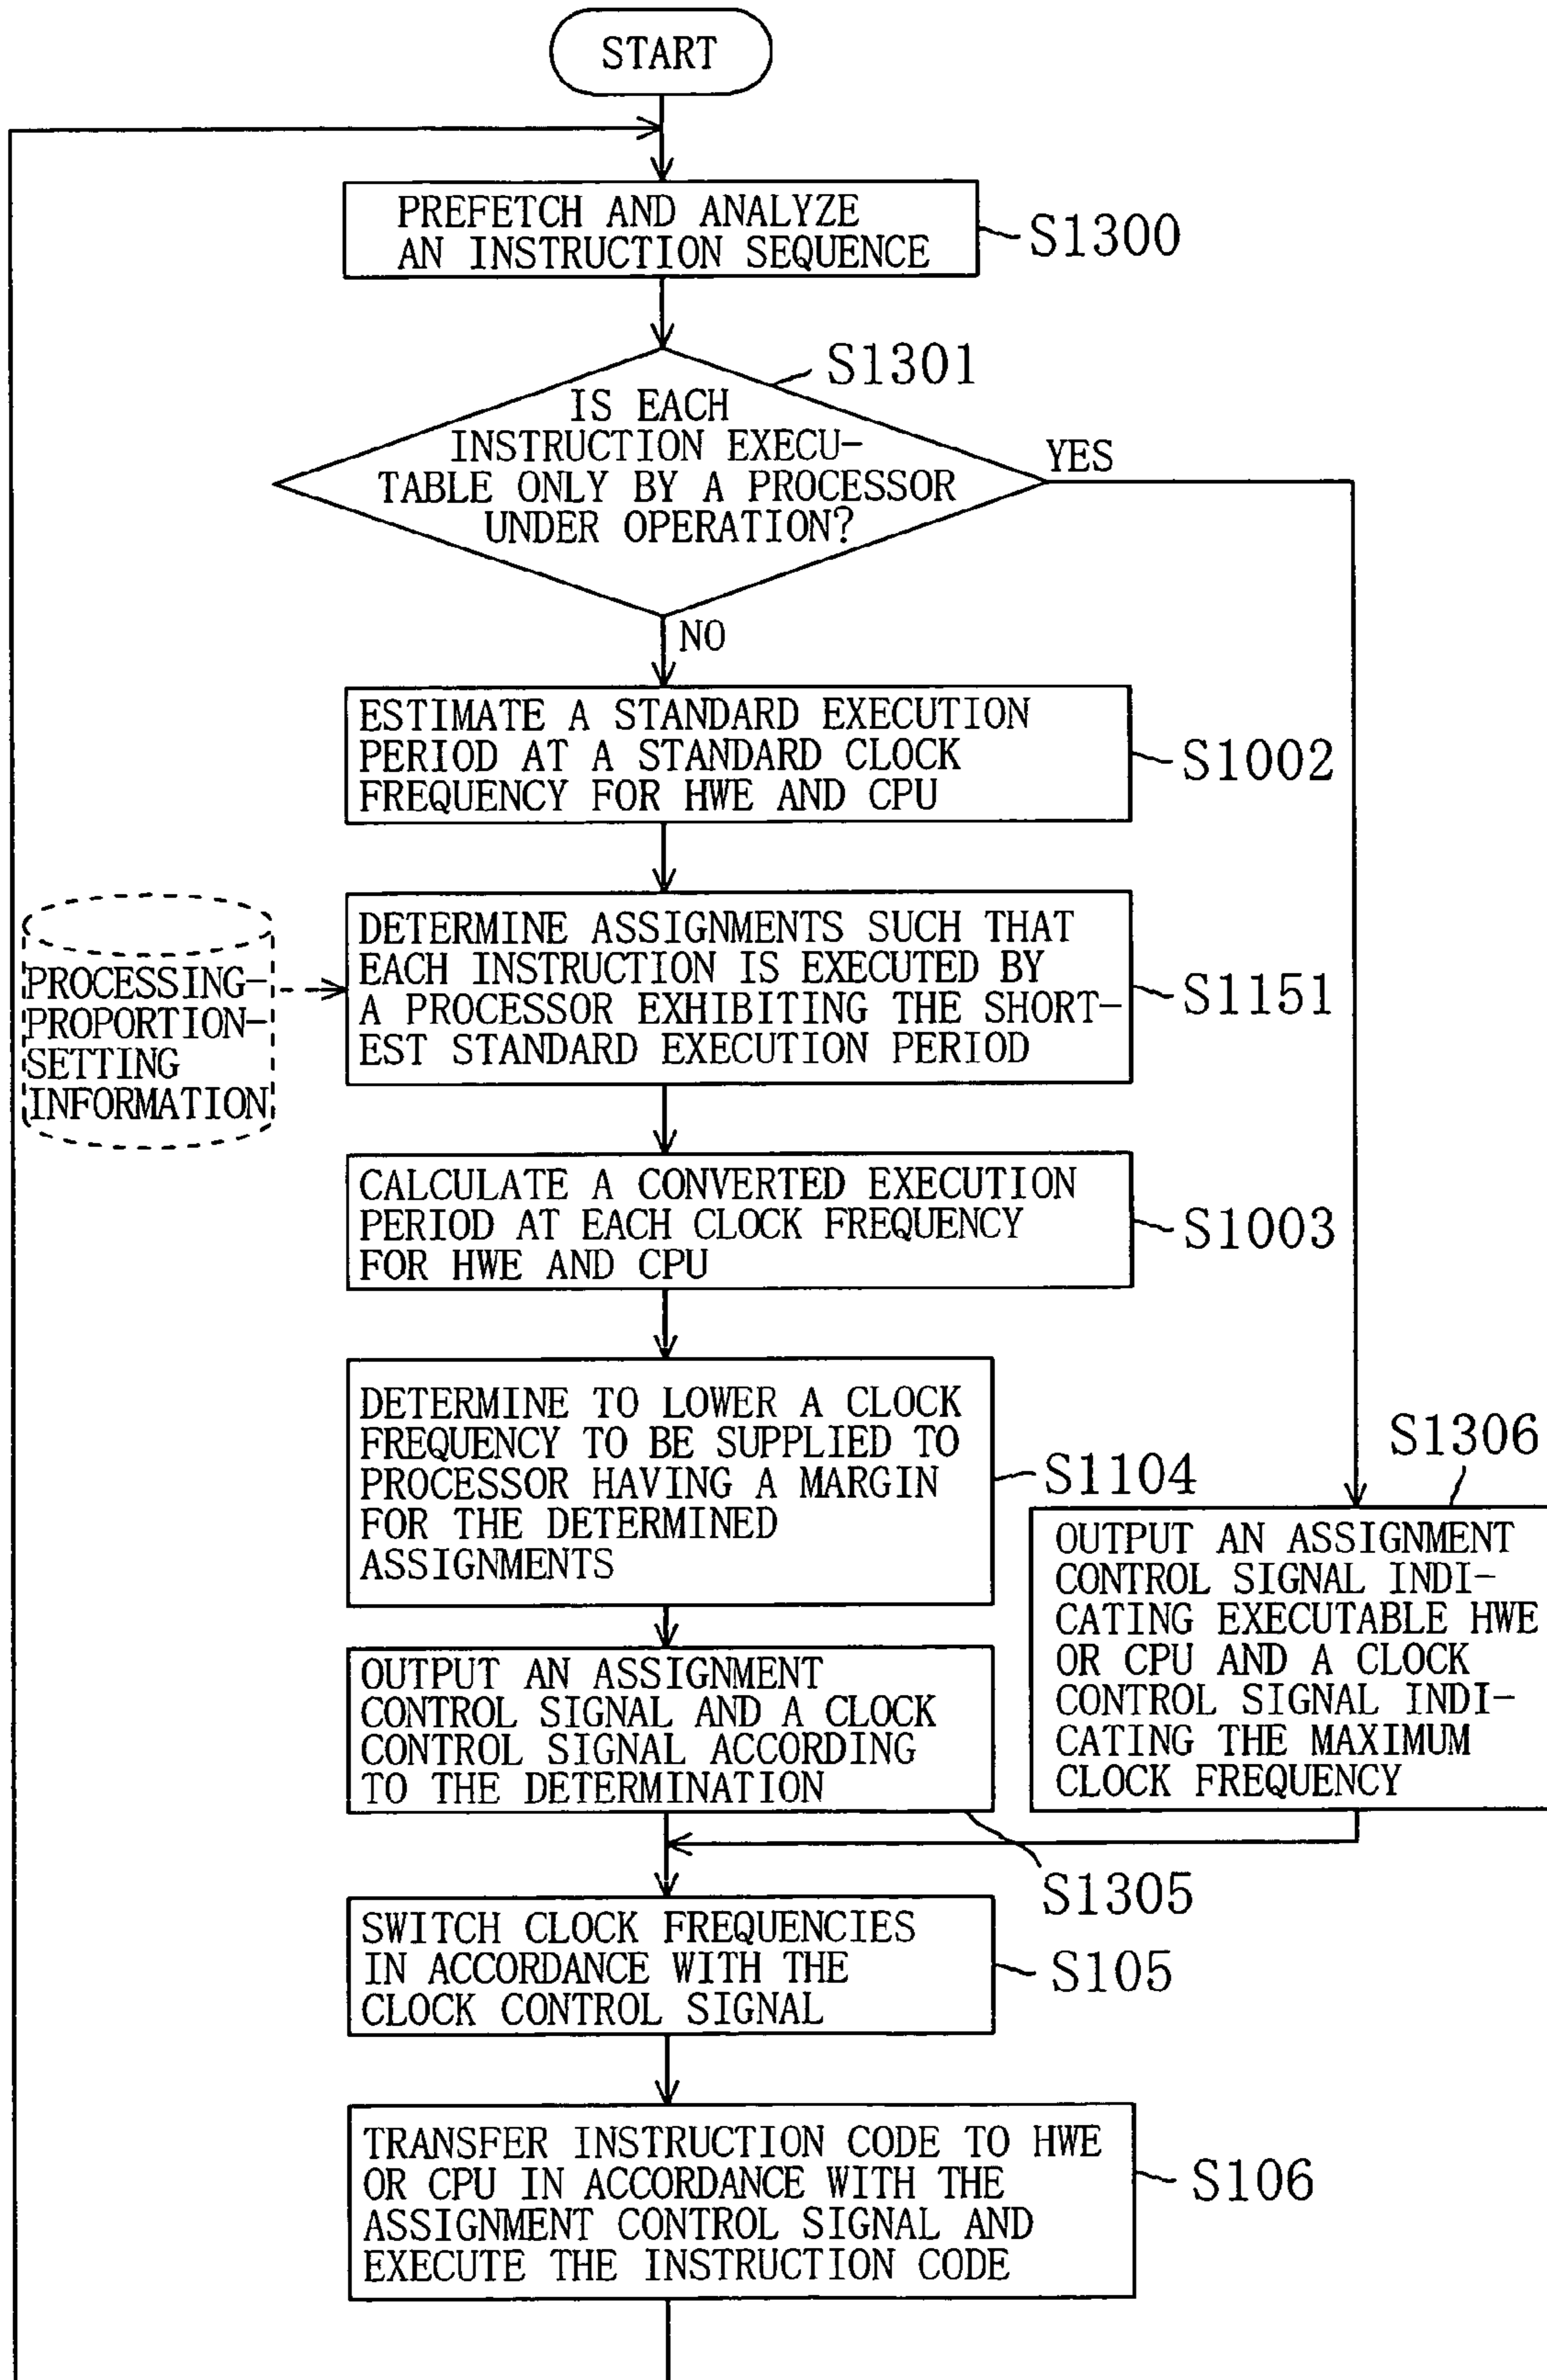 START
PREFETCH AND ANALYZE
AN INSTRUCTION SEQUENCE
S1300
S1301
IS EACH
INSTRUCTION EXECU-
TABLE ONLY BY A PROCESSOR
UNDER OPERATION?
YES
NO
ESTIMATE A STANDARD EXECUTION
PERIOD AT A STANDARD CLOCK
FREQUENCY FOR HWE AND CPU
S1002
PROCESSING-
PROPORTION-
SETTING
INFORMATION
DETERMINE ASSIGNMENTS SUCH THAT
EACH INSTRUCTION IS EXECUTED BY
A PROCESSOR EXHIBITING THE SHORT-
EST STANDARD EXECUTION PERIOD
S1151
CALCULATE A CONVERTED EXECUTION
PERIOD AT EACH CLOCK FREQUENCY
FOR HWE AND CPU
S1003
DETERMINE TO LOWER A CLOCK
FREQUENCY TO BE SUPPLIED TO
PROCESSOR HAVING A MARGIN
FOR THE DETERMINED
ASSIGNMENTS
S1104
S1306
OUTPUT AN ASSIGNMENT
CONTROL SIGNAL INDI-
CATING EXECUTABLE HWE
OR CPU AND A CLOCK
CONTROL SIGNAL INDI-
CATING THE MAXIMUM
CLOCK FREQUENCY
OUTPUT AN ASSIGNMENT
CONTROL SIGNAL AND A CLOCK
CONTROL SIGNAL ACCORDING
TO THE DETERMINATION
S1305
SWITCH CLOCK FREQUENCIES
IN ACCORDANCE WITH THE
CLOCK CONTROL SIGNAL
S105
TRANSFER INSTRUCTION CODE TO HWE
OR CPU IN ACCORDANCE WITH THE
ASSIGNMENT CONTROL SIGNAL AND
EXECUTE THE INSTRUCTION CODE
S106